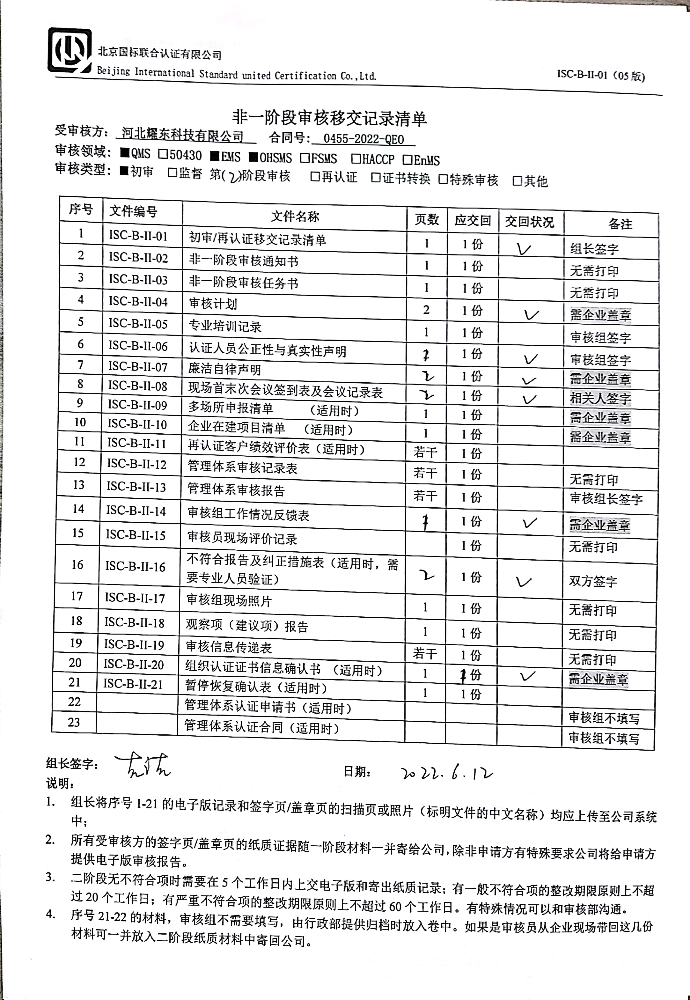 北京国标联合认证有限公司
Beijing International Standard united Certification Co.,Ltd.
ISC-B-II-01（05版)
非一阶段审核移交记录清单
受审核方： 河北耀东科技有限公司 合同号： 0455-2022-QEO
审核领域：■QMS □50430 ■EMS ■OHSMS □FSMS □HACCP □EnMS
审核类型：■初审 □监督 第(2)阶段审核 □再认证 □证书转换 □特殊审核 □其他
序号 文件编号 文件名称 页数 应交回 交回状况 备注
1 ISC-B-II-01 初审/再认证移交记录清单 1 1份 ✓ 组长签字
2 ISC-B-II-02 非一阶段审核通知书 1 1份 无需打印
3 ISC-B-II-03 非一阶段审核任务书 1 1份 无需打印
4 ISC-B-II-04 审核计划 2 1份 ✓ 需企业盖章
5 ISC-B-II-05 专业培训记录 1 1份 审核组签字
6 ISC-B-II-06 认证人员公正性与真实性声明 1份 ✓ 审核组签字
7 ISC-B-II-07 廉洁自律声明 2 1份 ✓ 需企业盖章
8 ISC-B-II-08 现场首末次会议签到表及会议记录表 2 1份 ✓ 相关人签字
9 ISC-B-II-09 多场所申报清单 （适用时） 1 1份 需企业盖章
10 ISC-B-II-10 企业在建项目清单 （适用时） 1 1份 需企业盖章
11 ISC-B-II-11 再认证客户绩效评价表（适用时） 若干 1份
12 ISC-B-II-12 管理体系审核记录表 若干 1份 无需打印
13 ISC-B-II-13 管理体系审核报告 若干 1份 审核组长签字
14 ISC-B-II-14 审核组工作情况反馈表 1份 ✓ 需企业盖章
15 ISC-B-II-15 审核员现场评价记录 1份 无需打印
16 ISC-B-II-16 不符合报告及纠正措施表（适用时，需
要专业人员验证） 2 1份 ✓ 双方签字
17 ISC-B-II-17 审核组现场照片 1 1份 无需打印
18 ISC-B-II-18 观察项（建议项）报告 1 1份 无需打印
19 ISC-B-II-19 审核信息传递表 若干 1份 无需打印
20 ISC-B-II-20 组织认证证书信息确认书 （适用时） 1 份 ✓ 需企业盖章
21 ISC-B-II-21 暂停恢复确认表（适用时） 1 1份
22 管理体系认证申请书（适用时） 审核组不填写
23 管理体系认证合同（适用时） 审核组不填写
组长签字： 日期： 2022.6.12
说明：
1. 组长将序号 1-21 的电子版记录和签字页/盖章页的扫描页或照片（标明文件的中文名称）均应上传至公司系统
中；
2. 所有受审核方的签字页/盖章页的纸质证据随一阶段材料一并寄给公司,除非申请方有特殊要求公司将给申请方
提供电子版审核报告。
3. 二阶段无不符合项时需要在 5 个工作日内上交电子版和寄出纸质记录；有一般不符合项的整改期限原则上不超
过 20 个工作日；有严重不符合项的整改期限原则上不超过 60 个工作日。有特殊情况可以和审核部沟通。
4. 序号 21-22 的材料，审核组不需要填写，由行政部提供归档时放入卷中。如果是审核员从企业现场带回这几份
材料可一并放入二阶段纸质材料中寄回公司。